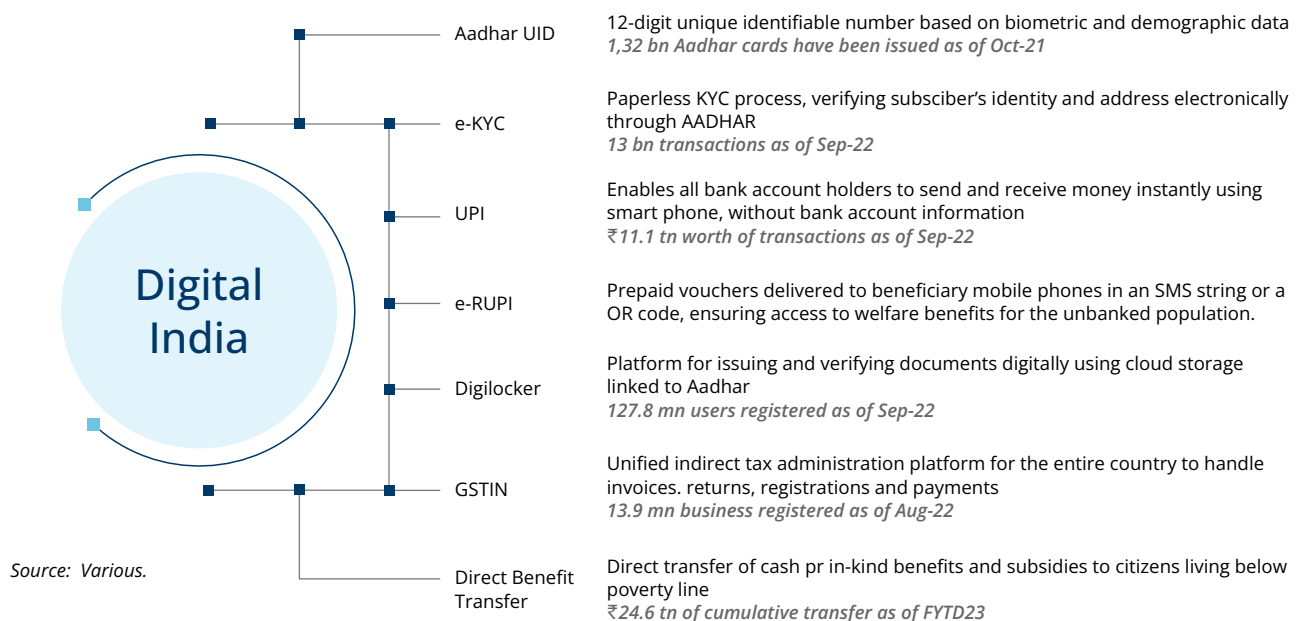 Aadhar UID
12-digit unique identifiable number based on biometric and demographic data
1,32 bn Aadhar cards have been issued as of Oct-21
e-KYC
Paperless KYC process, verifying subsciber’s identity and address electronically
through AADHAR
13 bn transactions as of Sep-22
UPI
Enables all bank account holders to send and receive money instantly using
smart phone, without bank account information
₹11.1 tn worth of transactions as of Sep-22
Digital
India
e-RUPI
Prepaid vouchers delivered to beneficiary mobile phones in an SMS string or a
OR code, ensuring access to welfare benefits for the unbanked population.
Digilocker
Platform for issuing and verifying documents digitally using cloud storage
linked to Aadhar
127.8 mn users registered as of Sep-22
GSTIN
Unified indirect tax administration platform for the entire country to handle
invoices. returns, registrations and payments
13.9 mn business registered as of Aug-22
Direct Benefit
Transfer
Direct transfer of cash pr in-kind benefits and subsidies to citizens living below
poverty line
₹24.6 tn of cumulative transfer as of FYTD23
Source: Various.